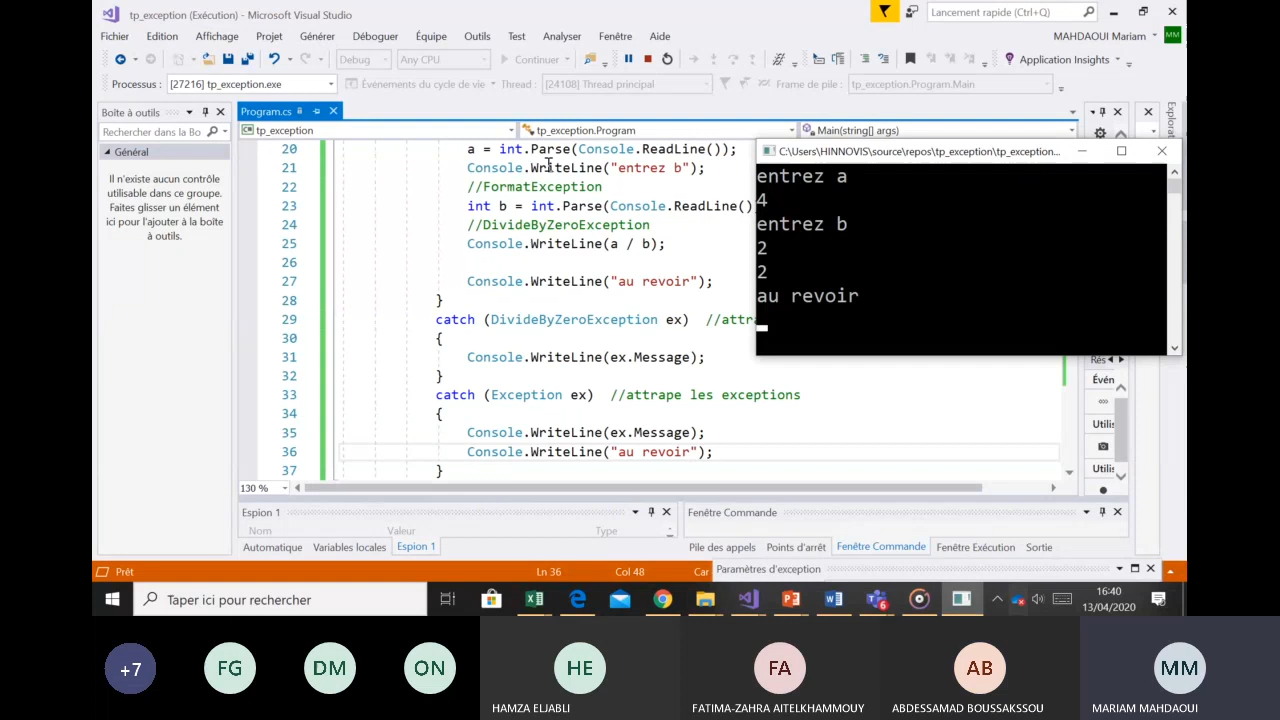 tp_exception (Exécution) - Microsoft Visual Studio
Lancement rapide (Ctrl+Q)
Fichier Edition Affichage Projet Générer Déboguer Équipe Outils Test Analyser Fenêtre Aide
MAHDAOUI Mariam MM
Debug Any CPU Continuer Application Insights
Processus : [27216] tp_exception.exe Événements du cycle de vie Thread : [24108] Thread principal Frame de pile : tp_exception.Program.Main
Boîte à outils
Rechercher dans la Bo
Général
Il n'existe aucun contrôle
utilisable dans ce groupe.
Faites glisser un élément
ici pour l'ajouter à la boîte
à outils.
Program.cs
tp_exception tp_exception.Program Main(string[] args)
20 a = int.Parse(Console.ReadLine());
21 Console.WriteLine("entrez b");
22 //FormatException
23 int b = int.Parse(Console.ReadLine()
24 //DivideByZeroException
25 Console.WriteLine(a / b);
27 Console.WriteLine("au revoir");
28 }
29 catch (DivideByZeroException ex) //attra
30 {
31 Console.WriteLine(ex.Message);
32 }
33 catch (Exception ex) //attrape les exceptions
34 {
35 Console.WriteLine(ex.Message);
36 Console.WriteLine("au revoir");
37 }
130 %
C:\Users\HINNOVIS\source\repos\tp_exception\tp_exception...
entrez a
4
entrez b
2
2
au revoir
Explorat
Rés
Évén
Utilis
Utilis
Espion 1
Nom Valeur Type
Automatique Variables locales Espion 1
Fenêtre Commande
Pile des appels Points d'arrêt Fenêtre Commande Fenêtre Exécution Sortie
Prêt Ln 36 Col 48 Car
Paramètres d'exception
Taper ici pour rechercher
6
16:40
13/04/2020
+7 FG DM ON HE FA AB MM
HAMZA ELJABLI FATIMA-ZAHRA AITELKHAMMOUY ABDESSAMAD BOUSSAKSSOU MARIAM MAHDAOUI